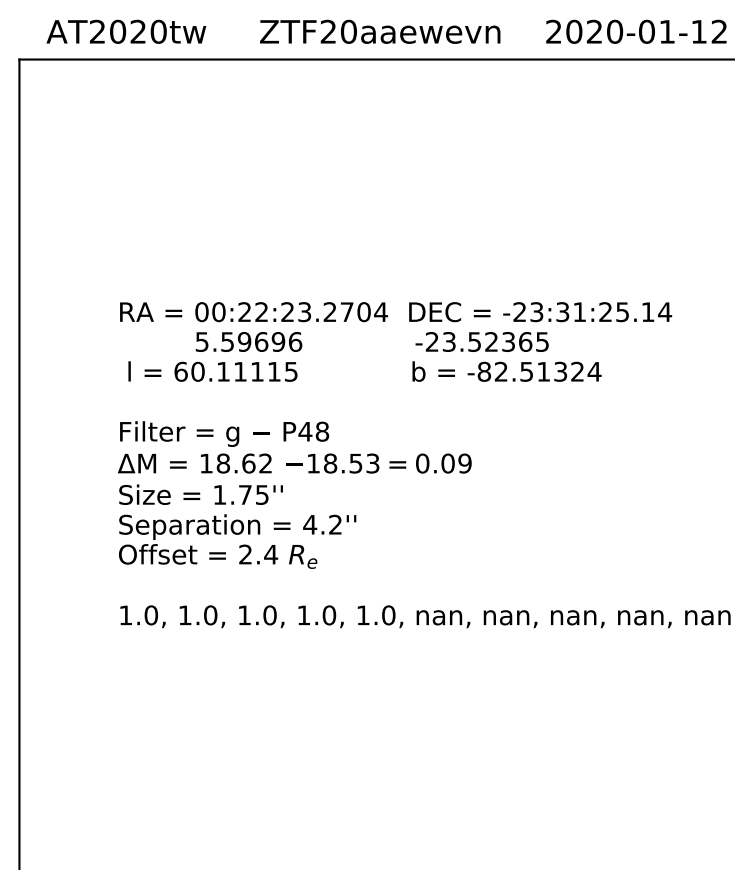 AT2020tw ZTF20aaewevn 2020-01-12
RA = 00:22:23.2704 DEC = -23:31:25.14
5.59696 -23.52365
l = 60.11115 b = -82.51324
Filter = g − P48
ΔM = 18.62 −18.53 = 0.09
Size = 1.75''
Separation = 4.2''
Offset = 2.4 Rₑ
1.0, 1.0, 1.0, 1.0, 1.0, nan, nan, nan, nan, nan